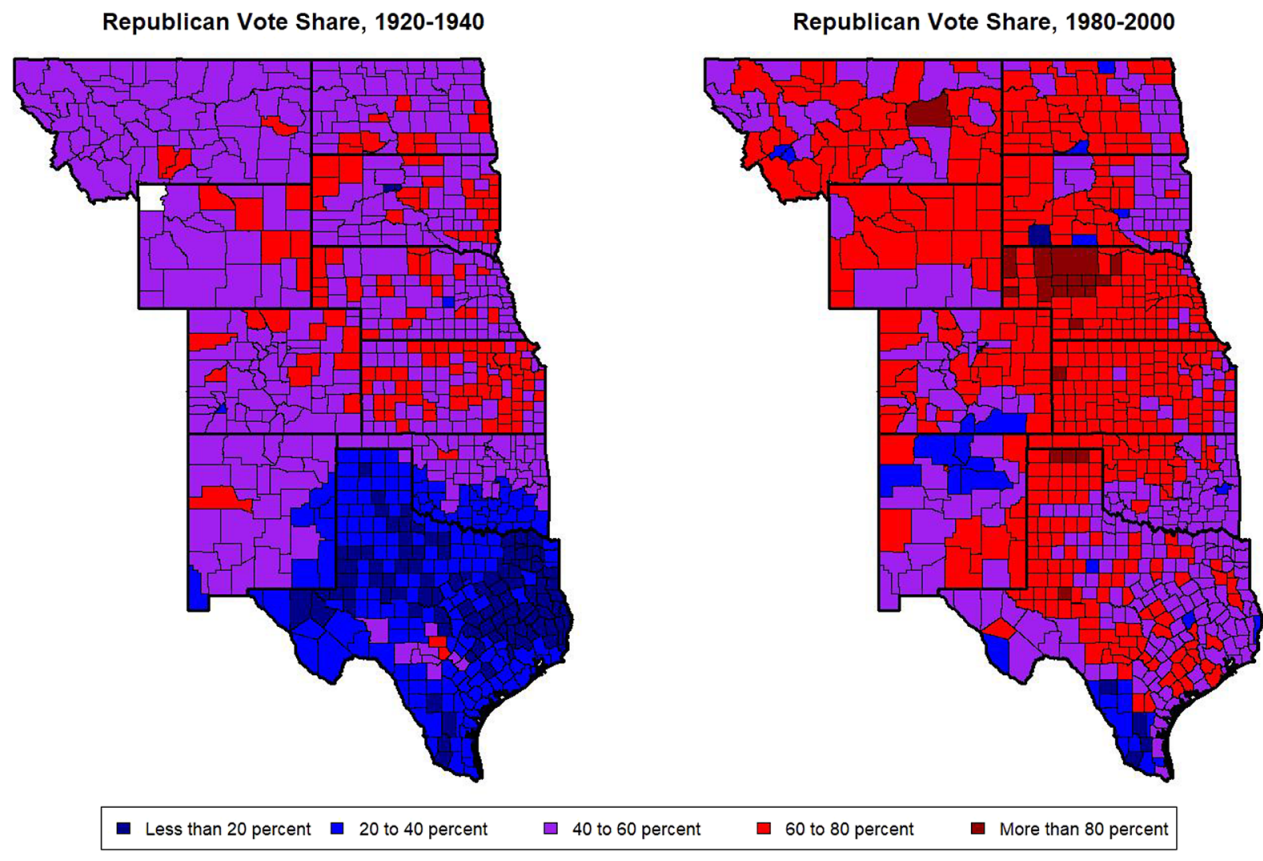 Republican Vote Share, 1920-1940
Republican Vote Share, 1980-2000
Less than 20 percent
20 to 40 percent
40 to 60 percent
60 to 80 percent
More than 80 percent